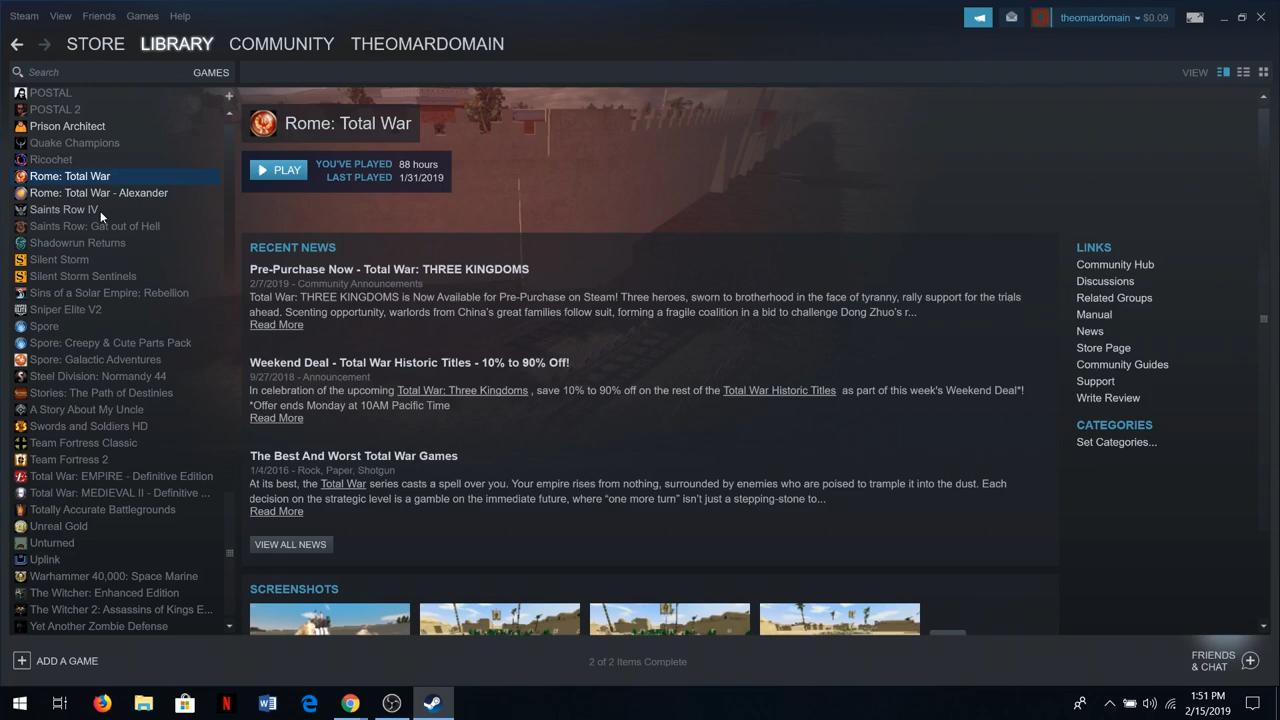 Steam View Friends Games Help
theomardomain $0.09
STORE LIBRARY COMMUNITY THEOMARDOMAIN
Search GAMES
VIEW
POSTAL
POSTAL 2
Prison Architect
Quake Champions
Ricochet
Rome: Total War
Rome: Total War - Alexander
Saints Row IV
Saints Row: Gat out of Hell
Shadowrun Returns
Silent Storm
Silent Storm Sentinels
Sins of a Solar Empire: Rebellion
Sniper Elite V2
Spore
Spore: Creepy & Cute Parts Pack
Spore: Galactic Adventures
Steel Division: Normandy 44
Stories: The Path of Destinies
A Story About My Uncle
Swords and Soldiers HD
Team Fortress Classic
Team Fortress 2
Total War: EMPIRE - Definitive Edition
Total War: MEDIEVAL II - Definitive ...
Totally Accurate Battlegrounds
Unreal Gold
Unturned
Uplink
Warhammer 40,000: Space Marine
The Witcher: Enhanced Edition
The Witcher 2: Assassins of Kings E...
Yet Another Zombie Defense
Rome: Total War
PLAY
YOU'VE PLAYED 88 hours
LAST PLAYED 1/31/2019
RECENT NEWS
Pre-Purchase Now - Total War: THREE KINGDOMS
2/7/2019 - Community Announcements
Total War: THREE KINGDOMS is Now Available for Pre-Purchase on Steam! Three heroes, sworn to brotherhood in the face of tyranny, rally support for the trials
ahead. Scenting opportunity, warlords from China's great families follow suit, forming a fragile coalition in a bid to challenge Dong Zhuo's r...
Read More
Weekend Deal - Total War Historic Titles - 10% to 90% Off!
9/27/2018 - Announcement
In celebration of the upcoming Total War: Three Kingdoms , save 10% to 90% off on the rest of the Total War Historic Titles as part of this week's Weekend Deal*!
*Offer ends Monday at 10AM Pacific Time
Read More
The Best And Worst Total War Games
1/4/2016 - Rock, Paper, Shotgun
At its best, the Total War series casts a spell over you. Your empire rises from nothing, surrounded by enemies who are poised to trample it into the dust. Each
decision on the strategic level is a gamble on the immediate future, where "one more turn" isn't just a stepping-stone to...
Read More
VIEW ALL NEWS
SCREENSHOTS
LINKS
Community Hub
Discussions
Related Groups
Manual
News
Store Page
Community Guides
Support
Write Review
CATEGORIES
Set Categories...
ADD A GAME
2 of 2 Items Complete
FRIENDS
& CHAT
1:51 PM
2/15/2019